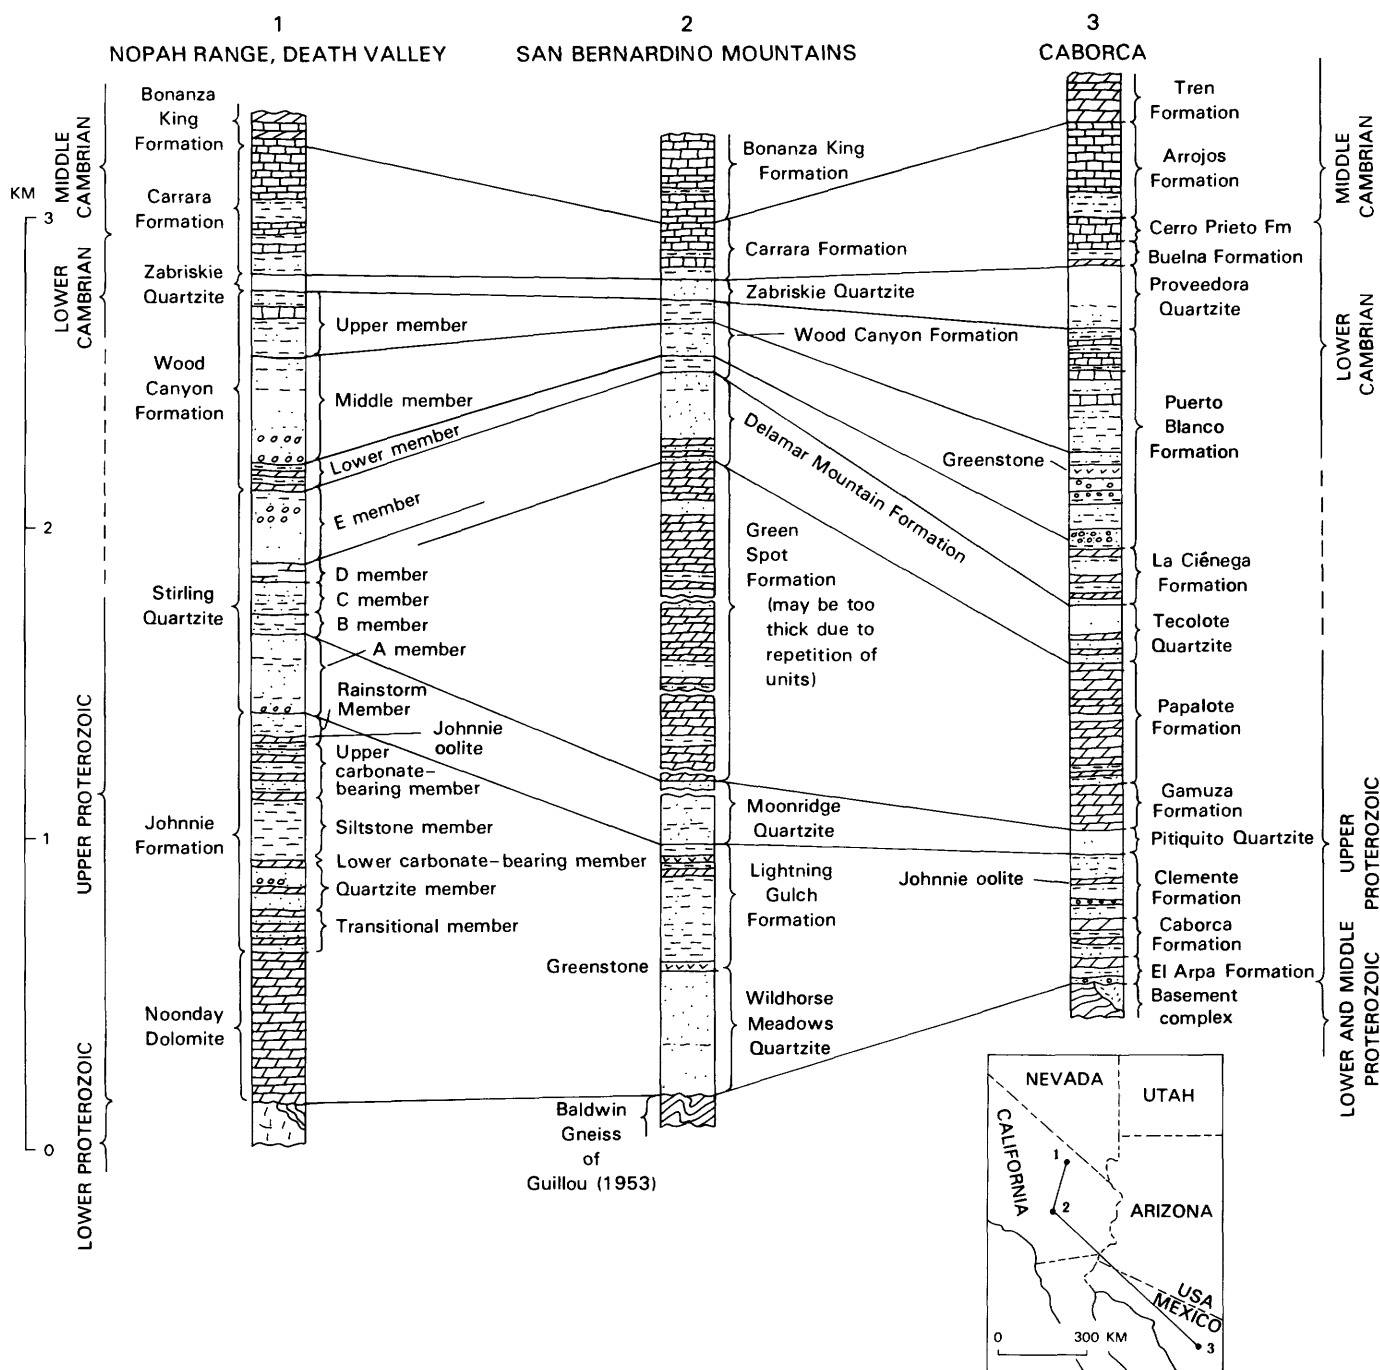 1
NOPAH RANGE, DEATH VALLEY
2
SAN BERNARDINO MOUNTAINS
3
CABORCA
KM
3
2
1
0
MIDDLE
CAMBRIAN
LOWER
CAMBRIAN
UPPER PROTEROZOIC
LOWER PROTEROZOIC
Bonanza
King
Formation
Carrara
Formation
Zabriskie
Quartzite
Wood
Canyon
Formation
Stirling
Quartzite
Johnnie
Formation
Noonday
Dolomite
Upper member
Middle member
Lower member
E member
D member
C member
B member
A member
Rainstorm
Member
Johnnie
oolite
Upper
carbonate-
bearing member
Siltstone member
Lower carbonate-bearing member
Quartzite member
Transitional member
Bonanza King
Formation
Carrara Formation
Zabriskie Quartzite
Wood Canyon Formation
Delamar Mountain Formation
Green
Spot
Formation
(may be too
thick due to
repetition of
units)
Moonridge
Quartzite
Lightning
Gulch
Formation
Greenstone
Wildhorse
Meadows
Quartzite
Baldwin
Gneiss
of
Guillou (1953)
Tren
Formation
Arrojos
Formation
Cerro Prieto Fm
Buelna Formation
Proveedora
Quartzite
Puerto
Blanco
Formation
Greenstone
La Ciénega
Formation
Tecolote
Quartzite
Papalote
Formation
Gamuza
Formation
Pitiquito Quartzite
Johnnie oolite
Clemente
Formation
Caborca
Formation
El Arpa Formation
Basement
complex
MIDDLE
CAMBRIAN
LOWER
CAMBRIAN
UPPER
PROTEROZOIC
LOWER AND MIDDLE
PROTEROZOIC
NEVADA
UTAH
CALIFORNIA
1
2
ARIZONA
USA
MEXICO
0 300 KM
3